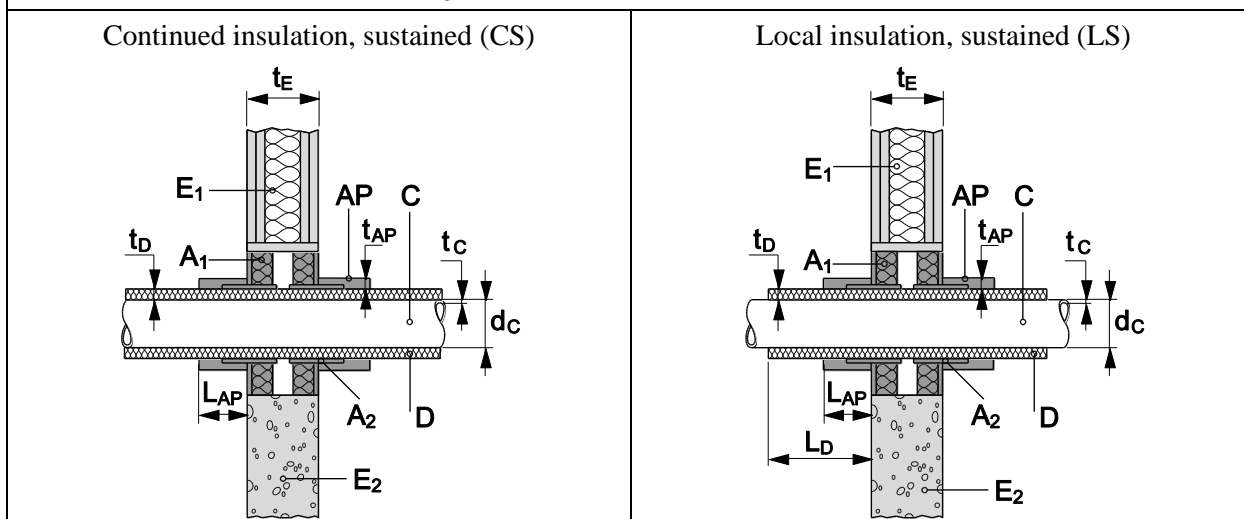 Continued insulation, sustained (CS)
tE
E1
AP
C
tD
A1
tAP
tC
dC
LAP
A2
D
E2
Local insulation, sustained (LS)
tE
E1
AP
C
tD
A1
tAP
tC
dC
LAP
A2
D
LD
E2